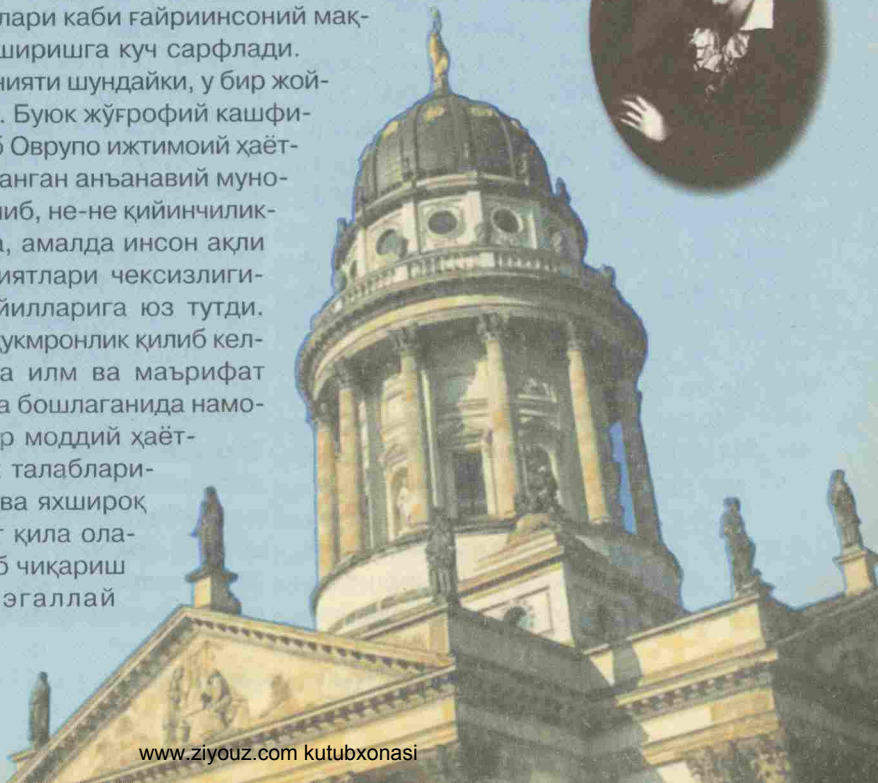 лари каби ғайриинсоний мақ-
ширишга куч сарфлади.
нияти шундайки, у бир жой-
. Буюк жўғрофий кашфи-
б Оврупо ижтимоий ҳаёт-
анган анъанавий муно-
либ, не-не қийинчилик-
а, амалда инсон ақли
иятлари чексизлиги-
йилларига юз тутди.
укмронлик қилиб кел-
а илм ва маърифат
а бошлаганида намо-
р моддий ҳаёт-
талаблари-
ва яхшироқ
т қила ола-
б чиқариш
эгаллай
www.ziyouz.com kutubxonasi